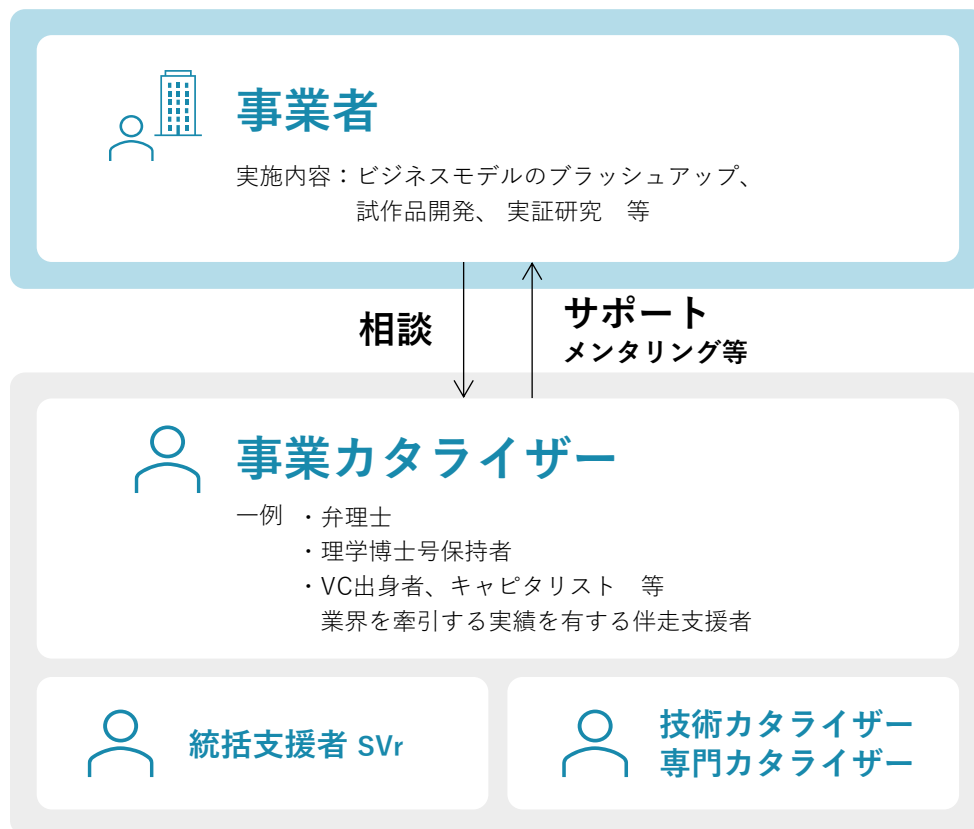 事業者
実施内容：ビジネスモデルのブラッシュアップ、
試作品開発、 実証研究　等
相談
サポート
メンタリング等
事業カタライザー
一例 ・弁理士
・理学博士号保持者
・VC出身者、キャピタリスト　等
業界を牽引する実績を有する伴走支援者
統括支援者 SVr
技術カタライザー
専門カタライザー